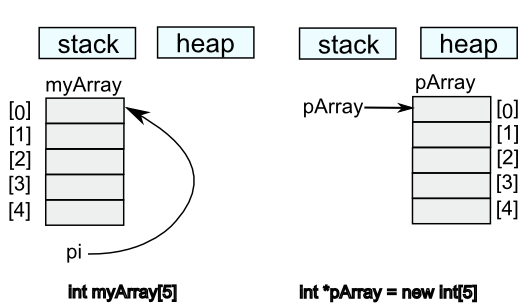 stack heap
myArray
[0]
[1]
[2]
[3]
[4]
pi
int myArray[5]
stack heap
pArray
pArray [0]
[1]
[2]
[3]
[4]
int *pArray = new int[5]